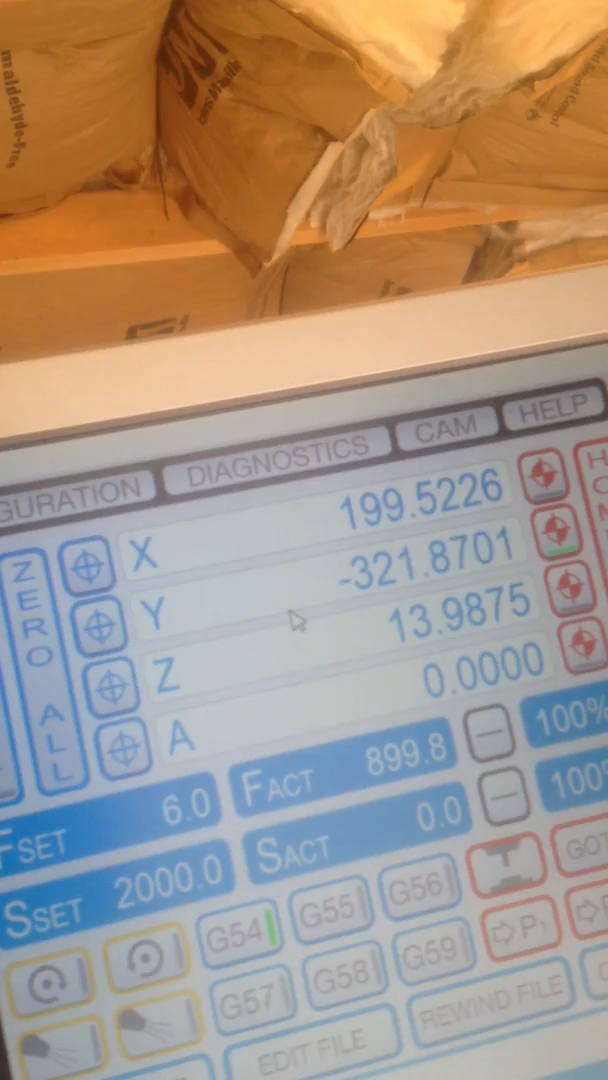 maldehyde-Free
DIAGNOSTICS
CAM
HELP
GURATION
ZERO ALL
X 199.5226
Y -321.8701
Z 13.9875
A 0.0000
FSET 6.0
FACT 899.8
100%
SSET 2000.0
SACT 0.0
100
G54
G55
G56
GOT
G57
G58
G59
P1
EDIT FILE
REWIND FILE